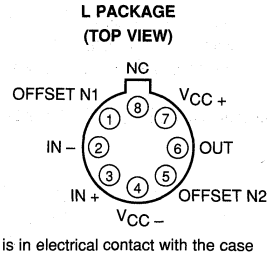 L PACKAGE
(TOP VIEW)
NC
OFFSET N1
VCC +
8
1
7
IN −
2
6
OUT
3
5
4
IN +
OFFSET N2
VCC −
is in electrical contact with the case